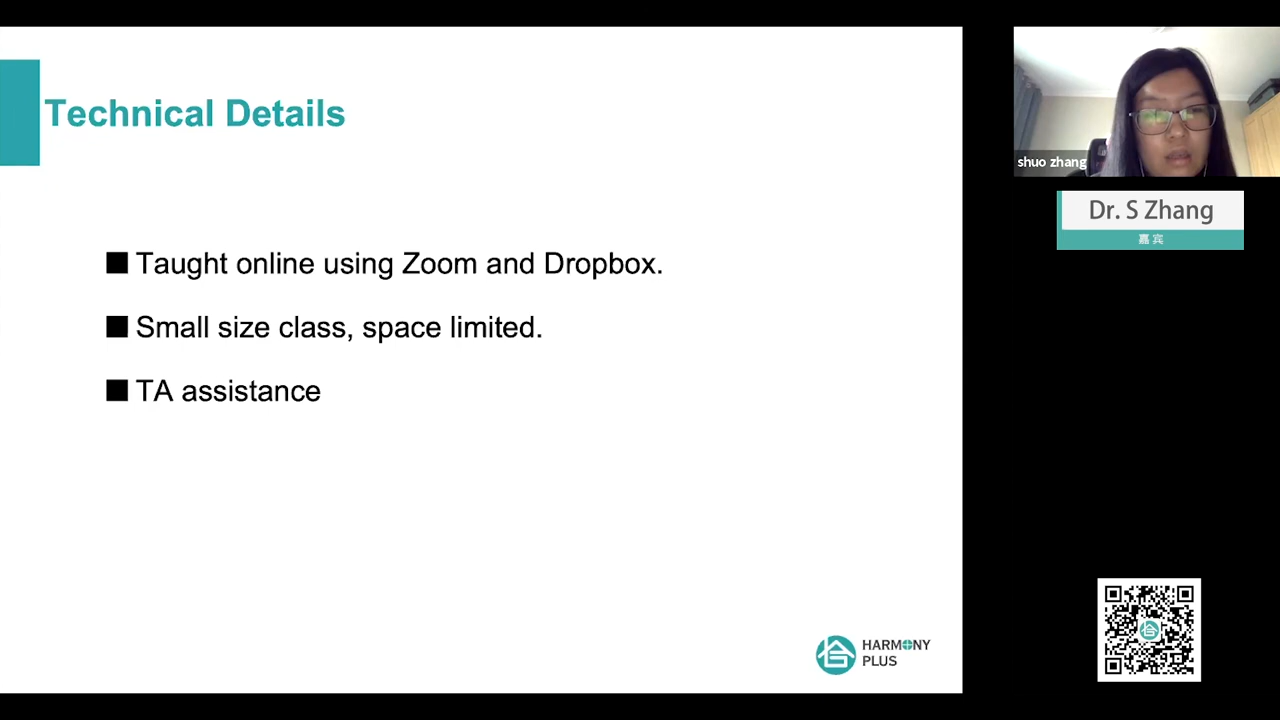 Technical Details
Taught online using Zoom and Dropbox.
Small size class, space limited.
TA assistance
HARMONY
PLUS
shuo zhang
Dr. S Zhang
嘉宾